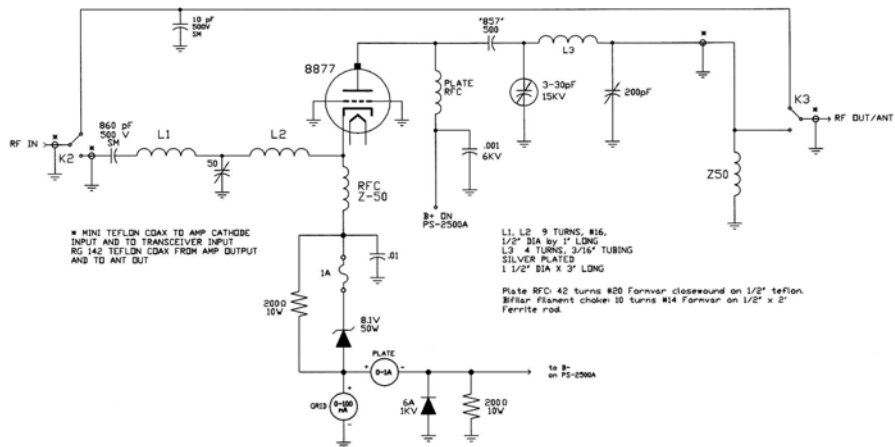 10 pF
500V
SM
8877
"857"
500
L3
PLATE
RFC
3-30pF
15KV
200pF
K3
RF OUT/ANT
*
*
*
*
RF IN
K2
860 pF
500 V
SM
L1
L2
50
.001
6KV
Z50
RFC
Z-50
B+ ON
PS-2500A
* MINI TEFLON COAX TO AMP CATHODE
INPUT AND TO TRANSCEIVER INPUT
RG 142 TEFLON COAX FROM AMP OUTPUT
AND TO ANT OUT
L1, L2 9 TURNS, #16,
1/2" DIA by 1" LONG
L3 4 TURNS, 3/16" TUBING
SILVER PLATED
1 1/2" DIA X 3" LONG
Plate RFC: 42 turns #20 Formvar closewound on 1/2" teflon.
Bifilar filament choke: 10 turns #14 Formvar on 1/2" x 2"
Ferrite rod.
1A
.01
200Ω
10W
8.1V
50W
PLATE
+ 0-1A -
to B-
on PS-2500A
GRID
+
0-100
mA
-
6A
1KV
200Ω
10W